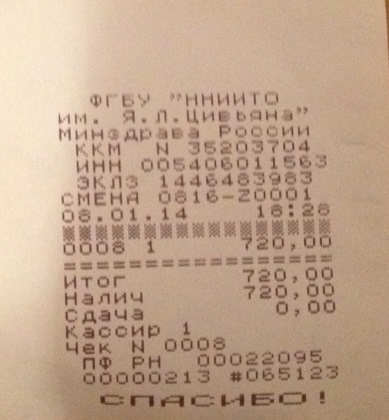 ФГБУ "ННИИТО
им. Я.Л.Цивьяна"
Минздрава России
ККМ N 35203704
ИНН 005406011563
ЭКЛЗ 1446483983
СМЕНА 0816-20001
08.01.14 18:28
0008 1 720,00
================
Итог 720,00
Налич 720,00
Сдача 0,00
Кассир 1
Чек N 0008
ПФ РН 00022095
00000213 #065123
СПАСИБО!